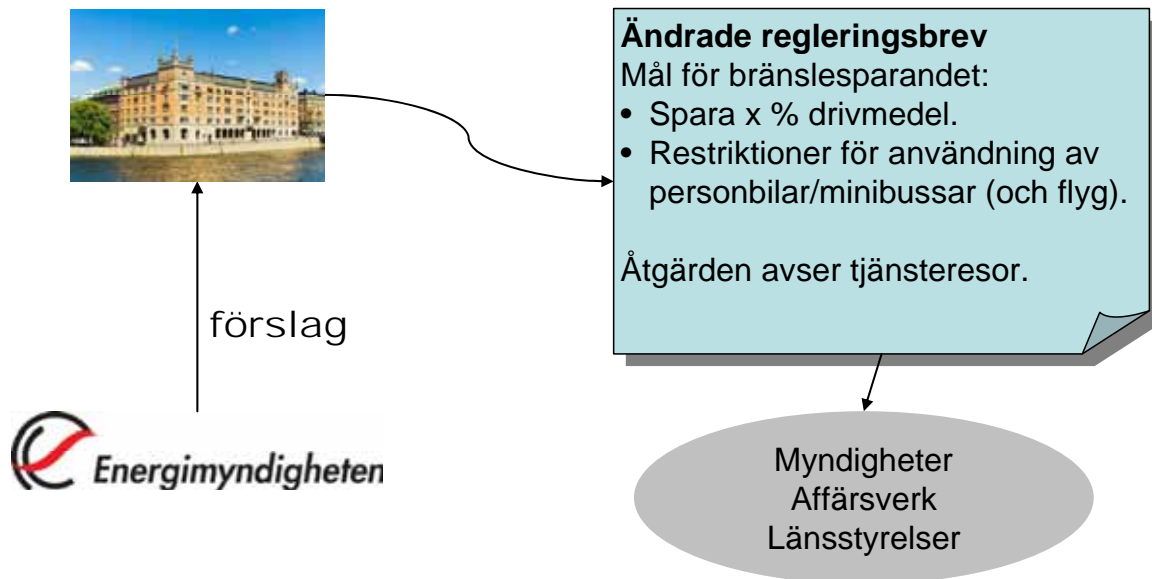 Ändrade regleringsbrev
Mål för bränslesparandet:
• Spara x % drivmedel.
• Restriktioner för användning av
personbilar/minibussar (och flyg).
Åtgärden avser tjänsteresor.
förslag
Energimyndigheten
Myndigheter
Affärsverk
Länsstyrelser